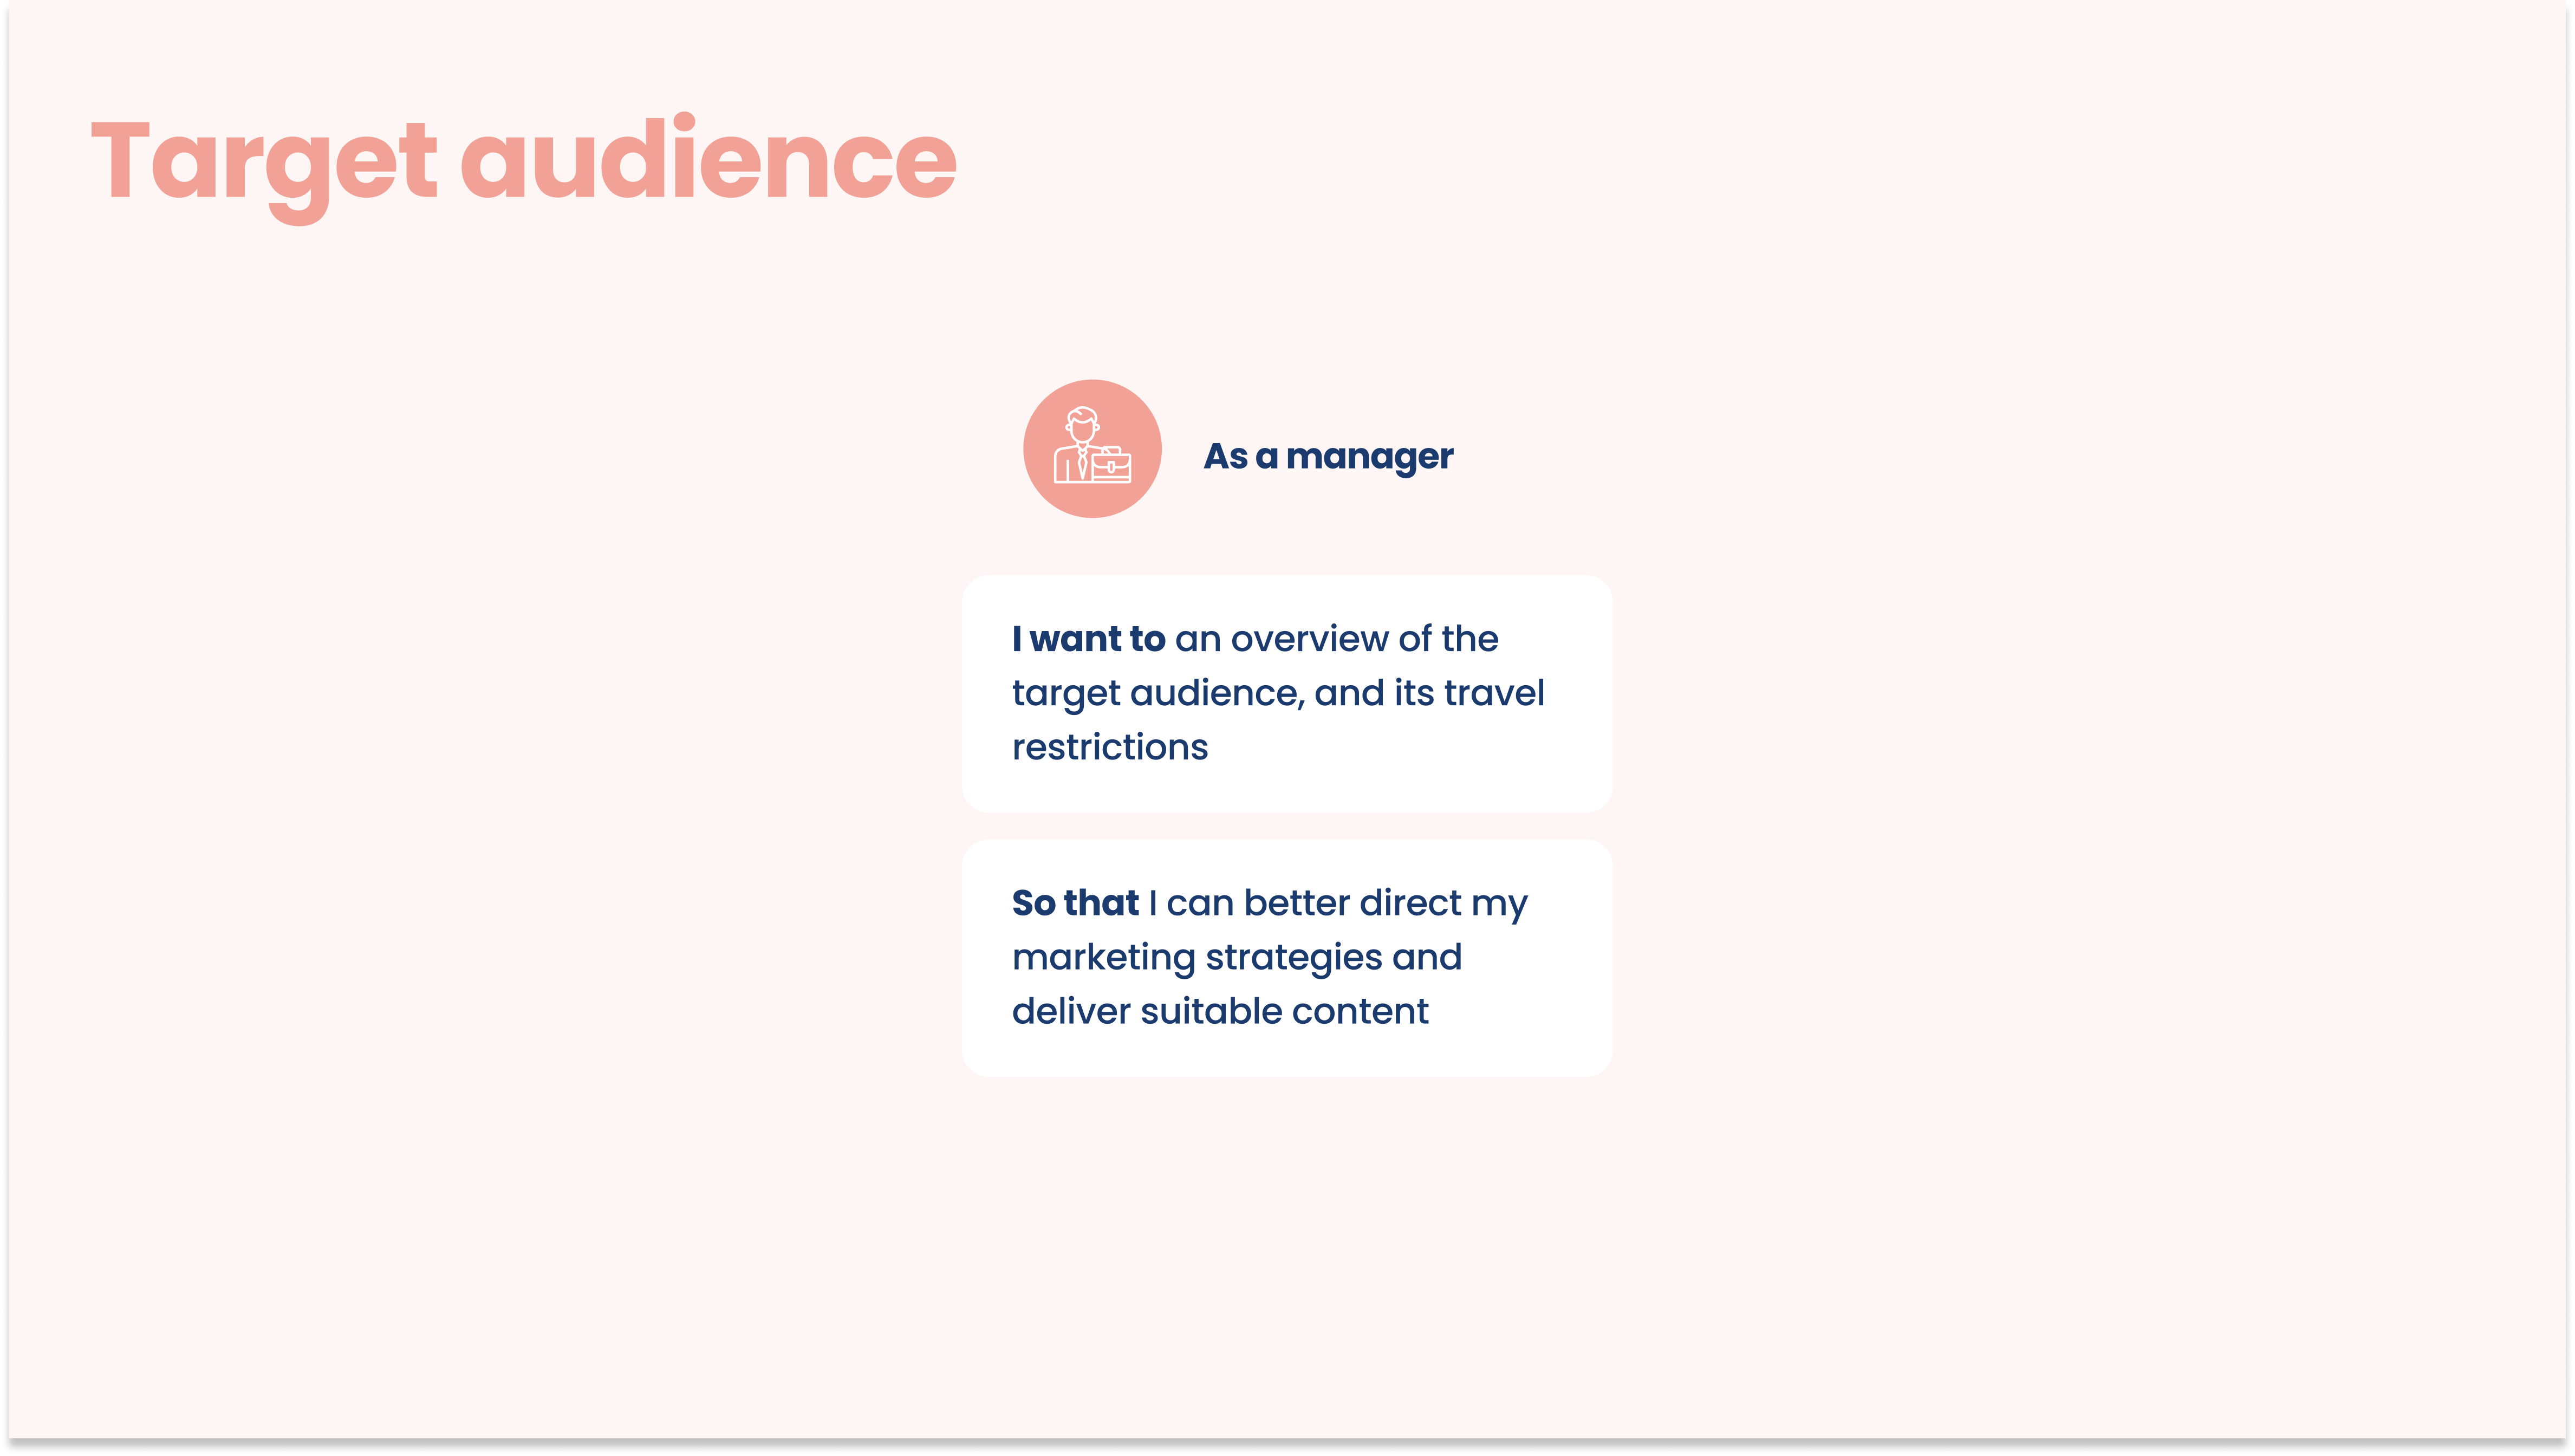 Target audience
As a manager
I want to an overview of the
target audience, and its travel
restrictions
So that I can better direct my
marketing strategies and
deliver suitable content